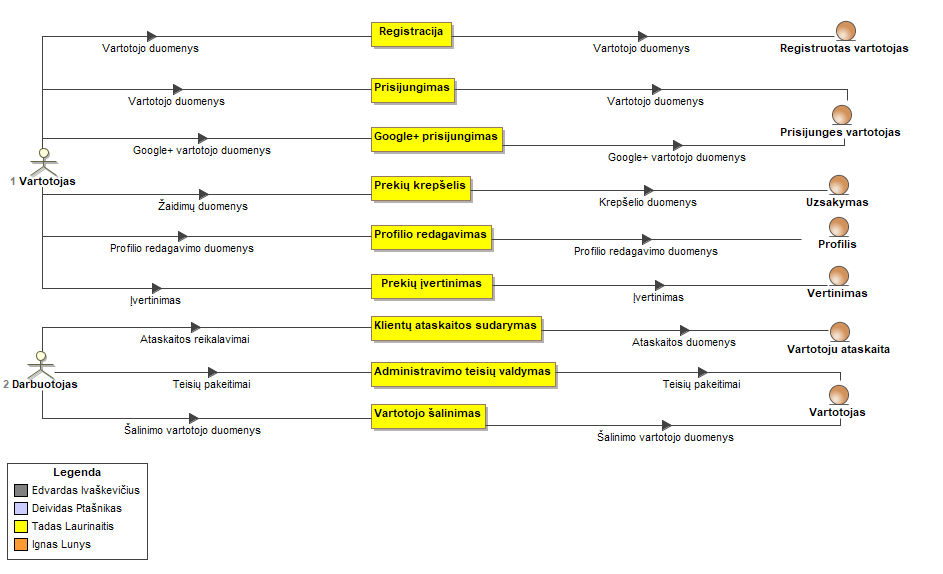 Registracija
Vartotojo duomenys
Vartotojo duomenys
Registruotas vartotojas
Prisijungimas
Vartotojo duomenys
Vartotojo duomenys
Google+ prisijungimas
Prisijunges vartotojas
Google+ vartotojo duomenys
Google+ vartotojo duomenys
1 Vartotojas
Prekių krepšelis
Žaidimų duomenys
Krepšelio duomenys
Uzsakymas
Profilio redagavimas
Profilio redagavimo duomenys
Profilio redagavimo duomenys
Profilis
Prekių įvertinimas
Įvertinimas
Įvertinimas
Vertinimas
Klientų ataskaitos sudarymas
Ataskaitos reikalavimai
Ataskaitos duomenys
Vartotoju ataskaita
Administravimo teisių valdymas
2 Darbuotojas
Teisių pakeitimai
Teisių pakeitimai
Vartotojo šalinimas
Vartotojas
Šalinimo vartotojo duomenys
Šalinimo vartotojo duomenys
Legenda
Edvardas Ivaškevičius
Deividas Ptašnikas
Tadas Laurinaitis
Ignas Lunys